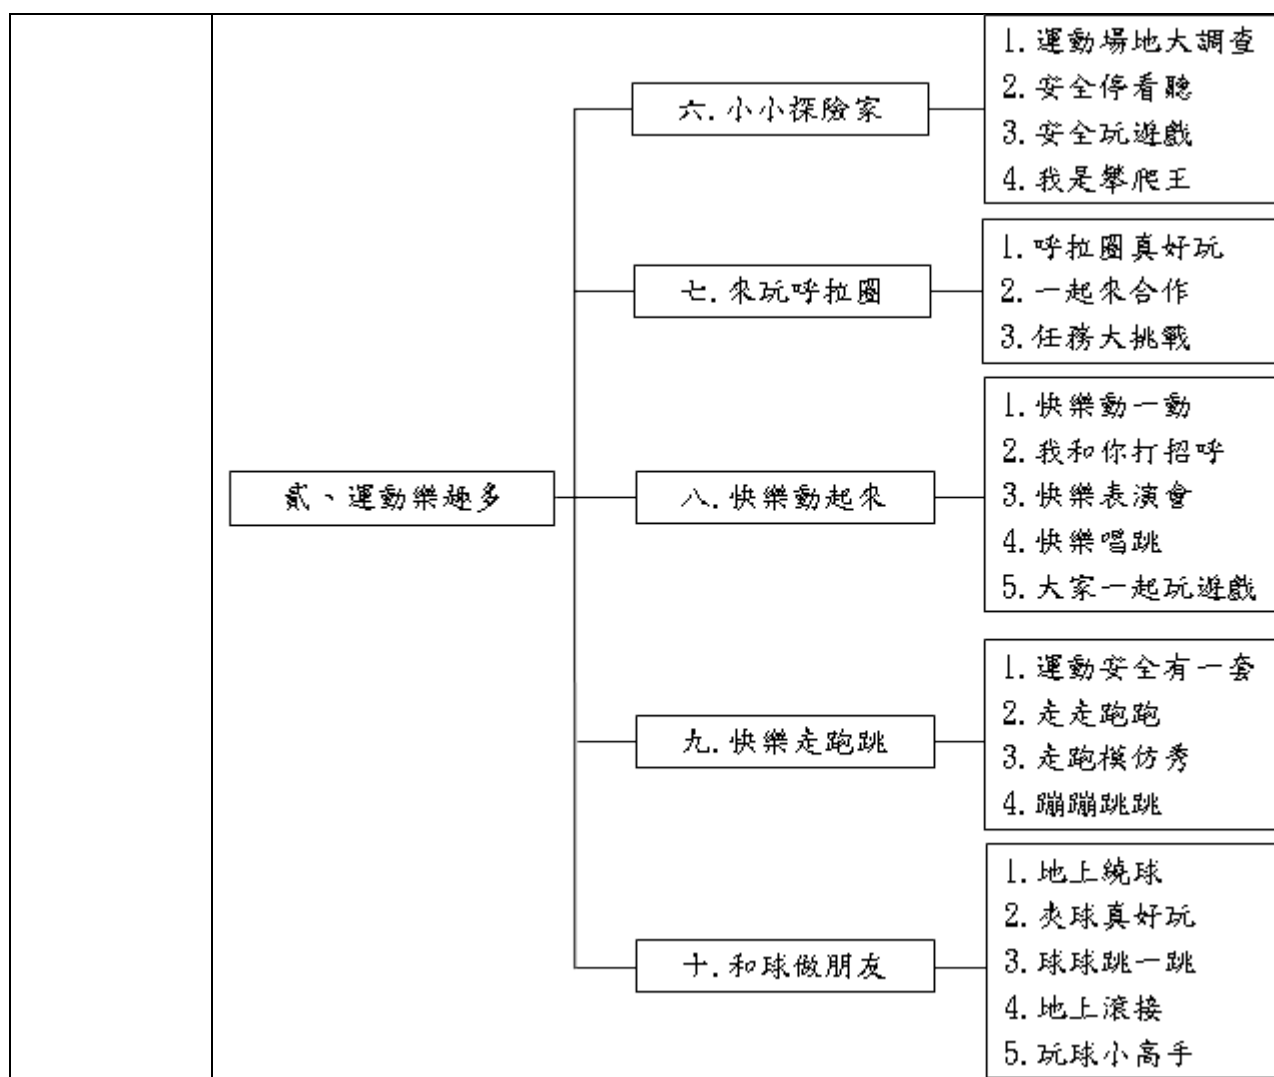 貳、運動樂趣多
六.小小探險家
1.運動場地大調查
2.安全停看聽
3.安全玩遊戲
4.我是攀爬王
七.來玩呼拉圈
1.呼拉圈真好玩
2.一起來合作
3.任務大挑戰
八.快樂動起來
1.快樂動一動
2.我和你打招呼
3.快樂表演會
4.快樂唱跳
5.大家一起玩遊戲
九.快樂走跑跳
1.運動安全有一套
2.走走跑跑
3.走跑模仿秀
4.蹦蹦跳跳
十.和球做朋友
1.地上繞球
2.夾球真好玩
3.球球跳一跳
4.地上滾接
5.玩球小高手